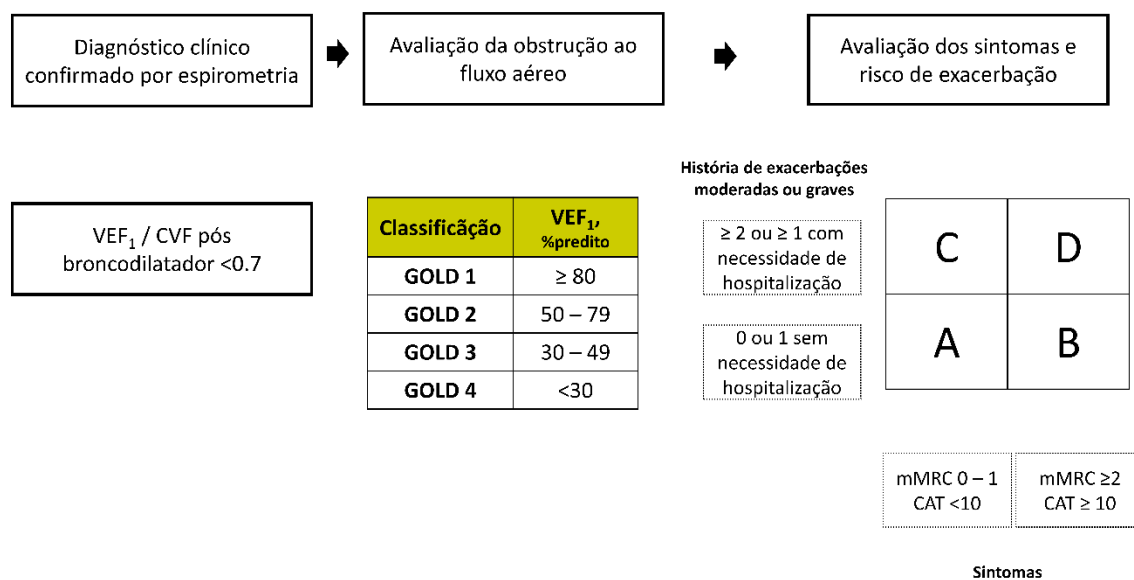 Diagnóstico clínico
confirmado por espirometria
Avaliação da obstrução ao
fluxo aéreo
Avaliação dos sintomas e
risco de exacerbação
VEF1 / CVF pós
broncodilatador <0.7
Classificação
VEF1,
%predito
GOLD 1
≥ 80
GOLD 2
50 – 79
GOLD 3
30 – 49
GOLD 4
<30
História de exacerbações
moderadas ou graves
≥ 2 ou ≥ 1 com
necessidade de
hospitalização
0 ou 1 sem
necessidade de
hospitalização
C
D
A
B
mMRC 0 – 1
CAT <10
mMRC ≥2
CAT ≥ 10
Sintomas